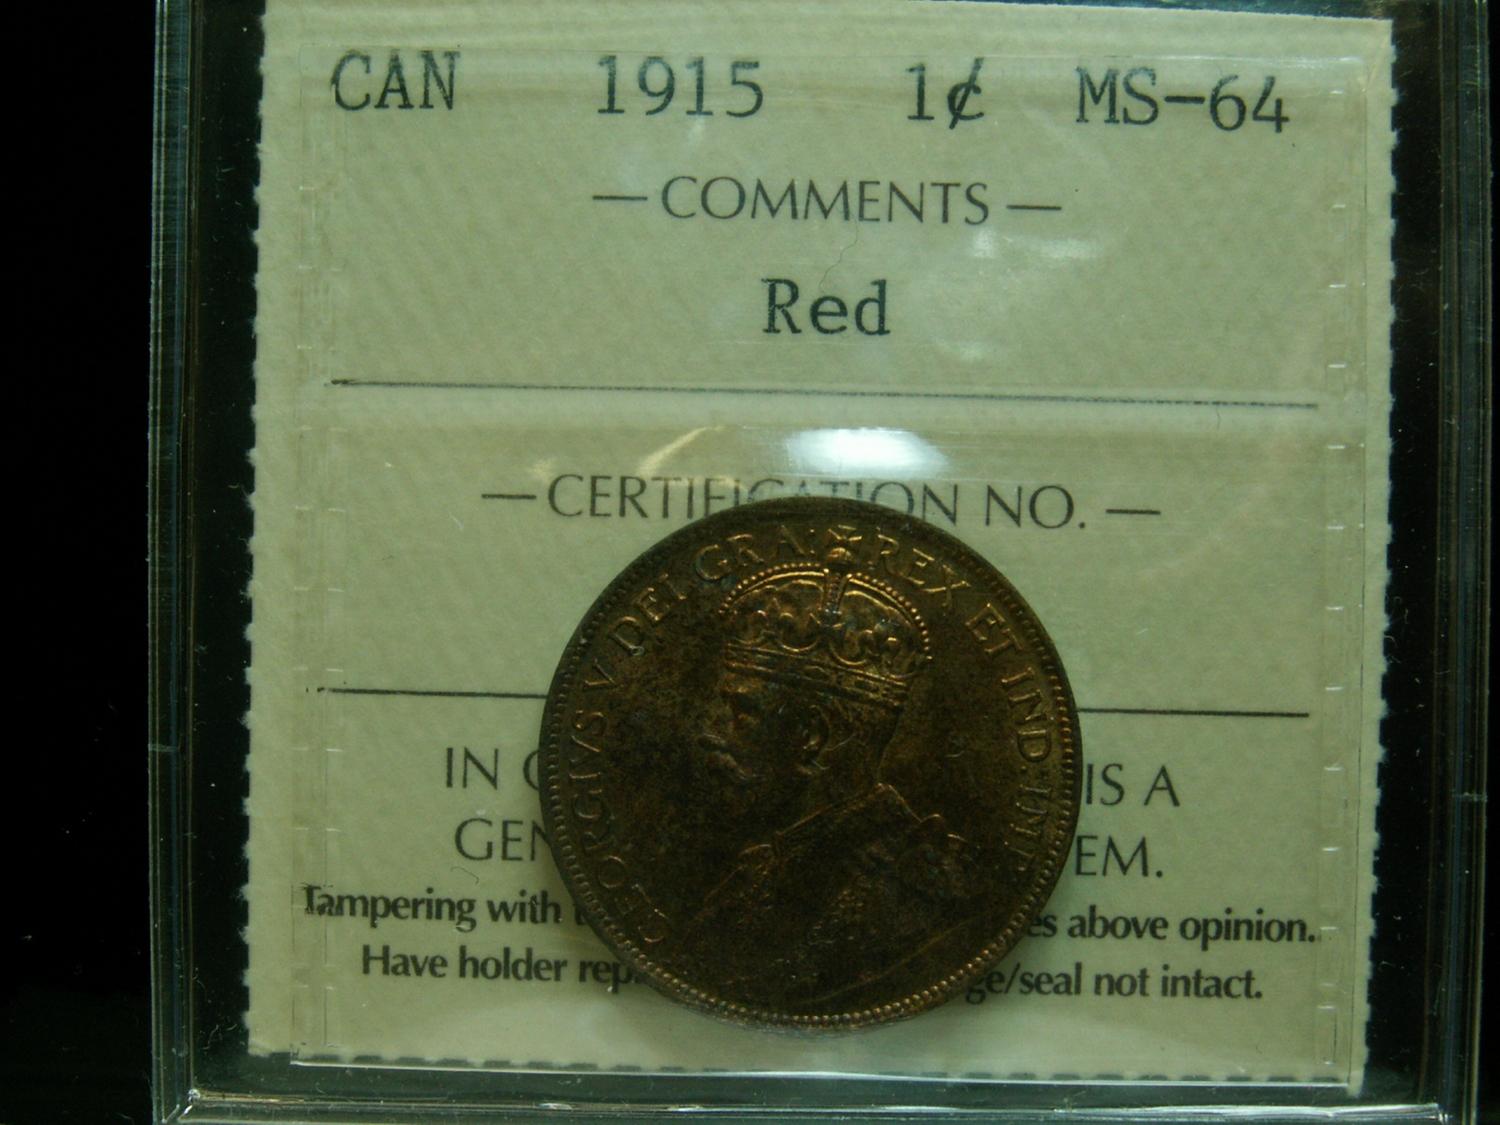 CAN 1915 1¢ MS-64
— COMMENTS —
Red
— CERTIFICATION NO. —
GEORGIVS V DEI GRA: REX ET IND: IMP:
IN IS A
GEN EM.
Tampering with es above opinion.
Have holder rep ge/seal not intact.